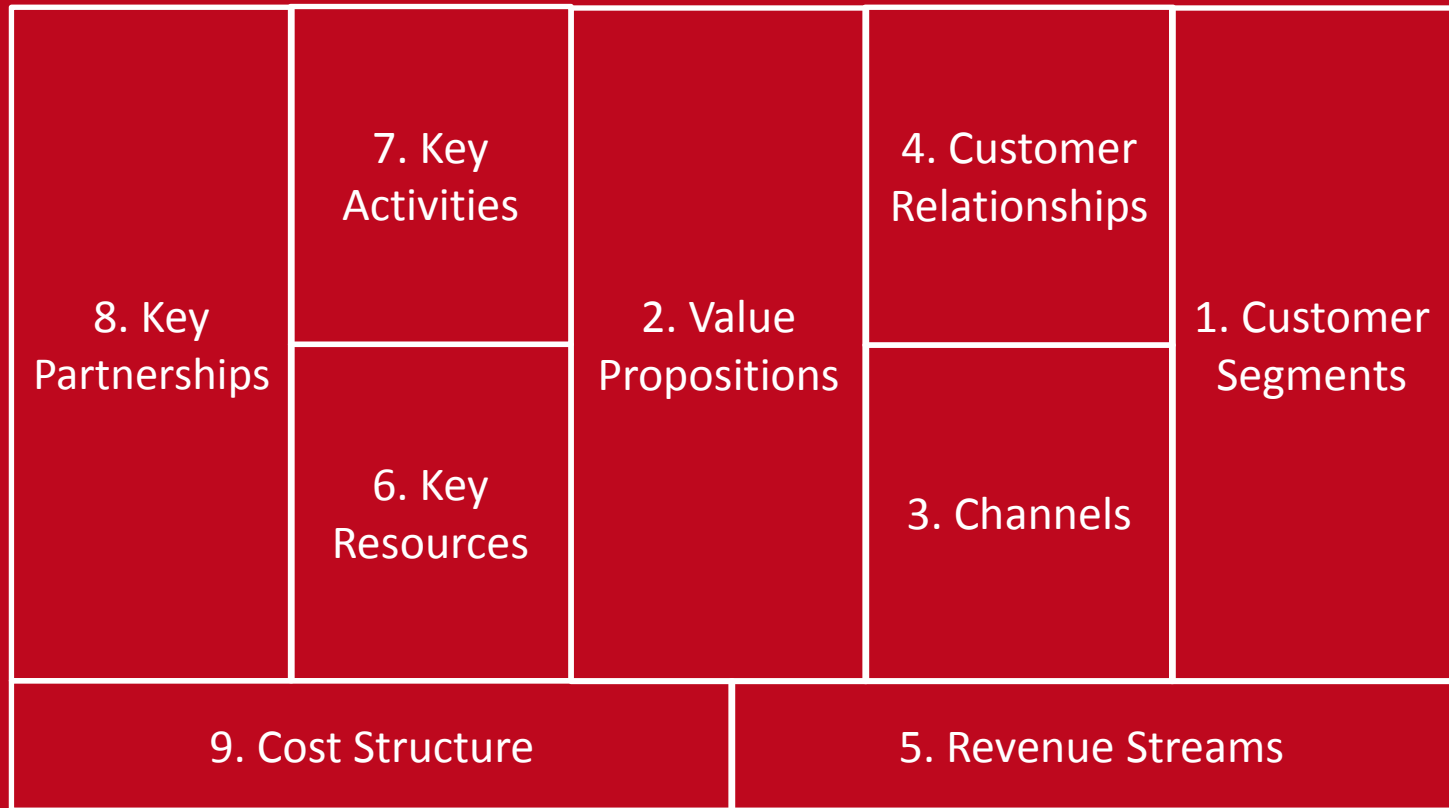 7. Key
Activities
4. Customer
Relationships
8. Key
Partnerships
2. Value
Propositions
1. Customer
Segments
6. Key
Resources
3. Channels
9. Cost Structure
5. Revenue Streams